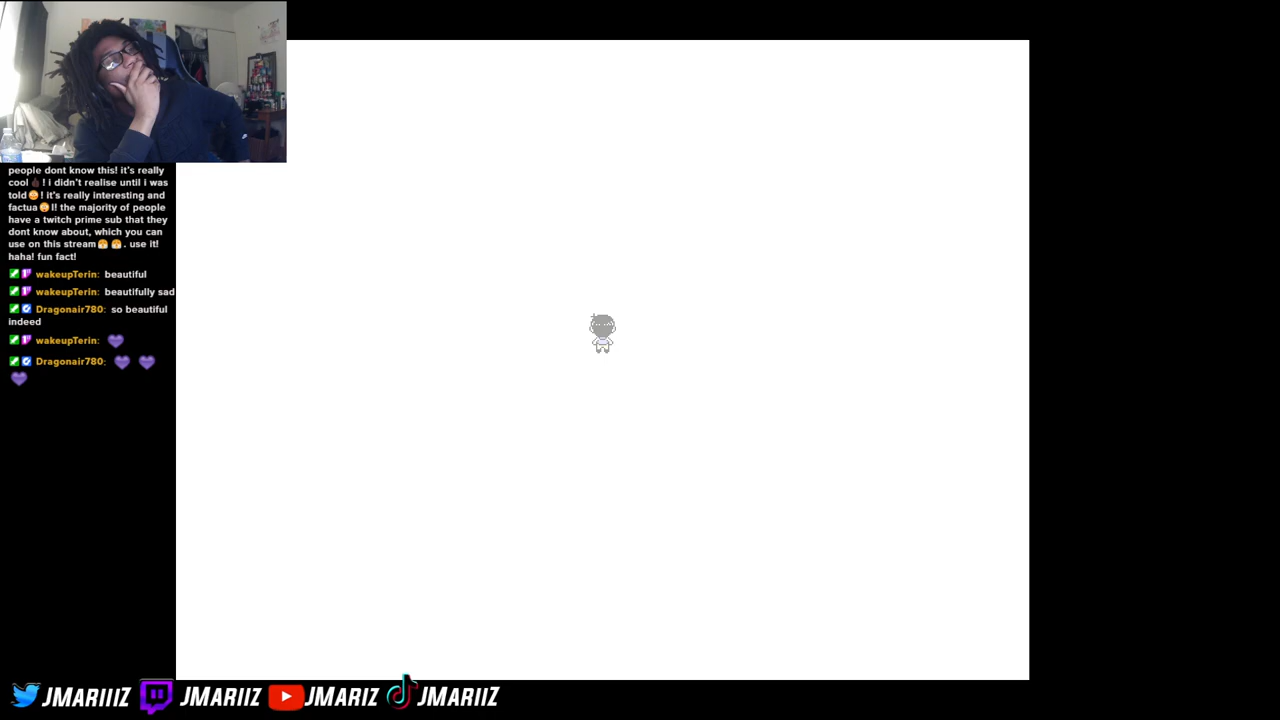 people dont know this! it's really
cool👍🏿! i didn't realise until i was
told😳! it's really interesting and
factua😳l! the majority of people
have a twitch prime sub that they
dont know about, which you can
use on this stream😤 😤. use it!
haha! fun fact!
wakeupTerin: beautiful
wakeupTerin: beautifully sad
Dragonair780: so beautiful
indeed
wakeupTerin: 💜
Dragonair780: 💜 💜
💜
JMARIIIZ JMARIIZ JMARIZ JMARIIZ